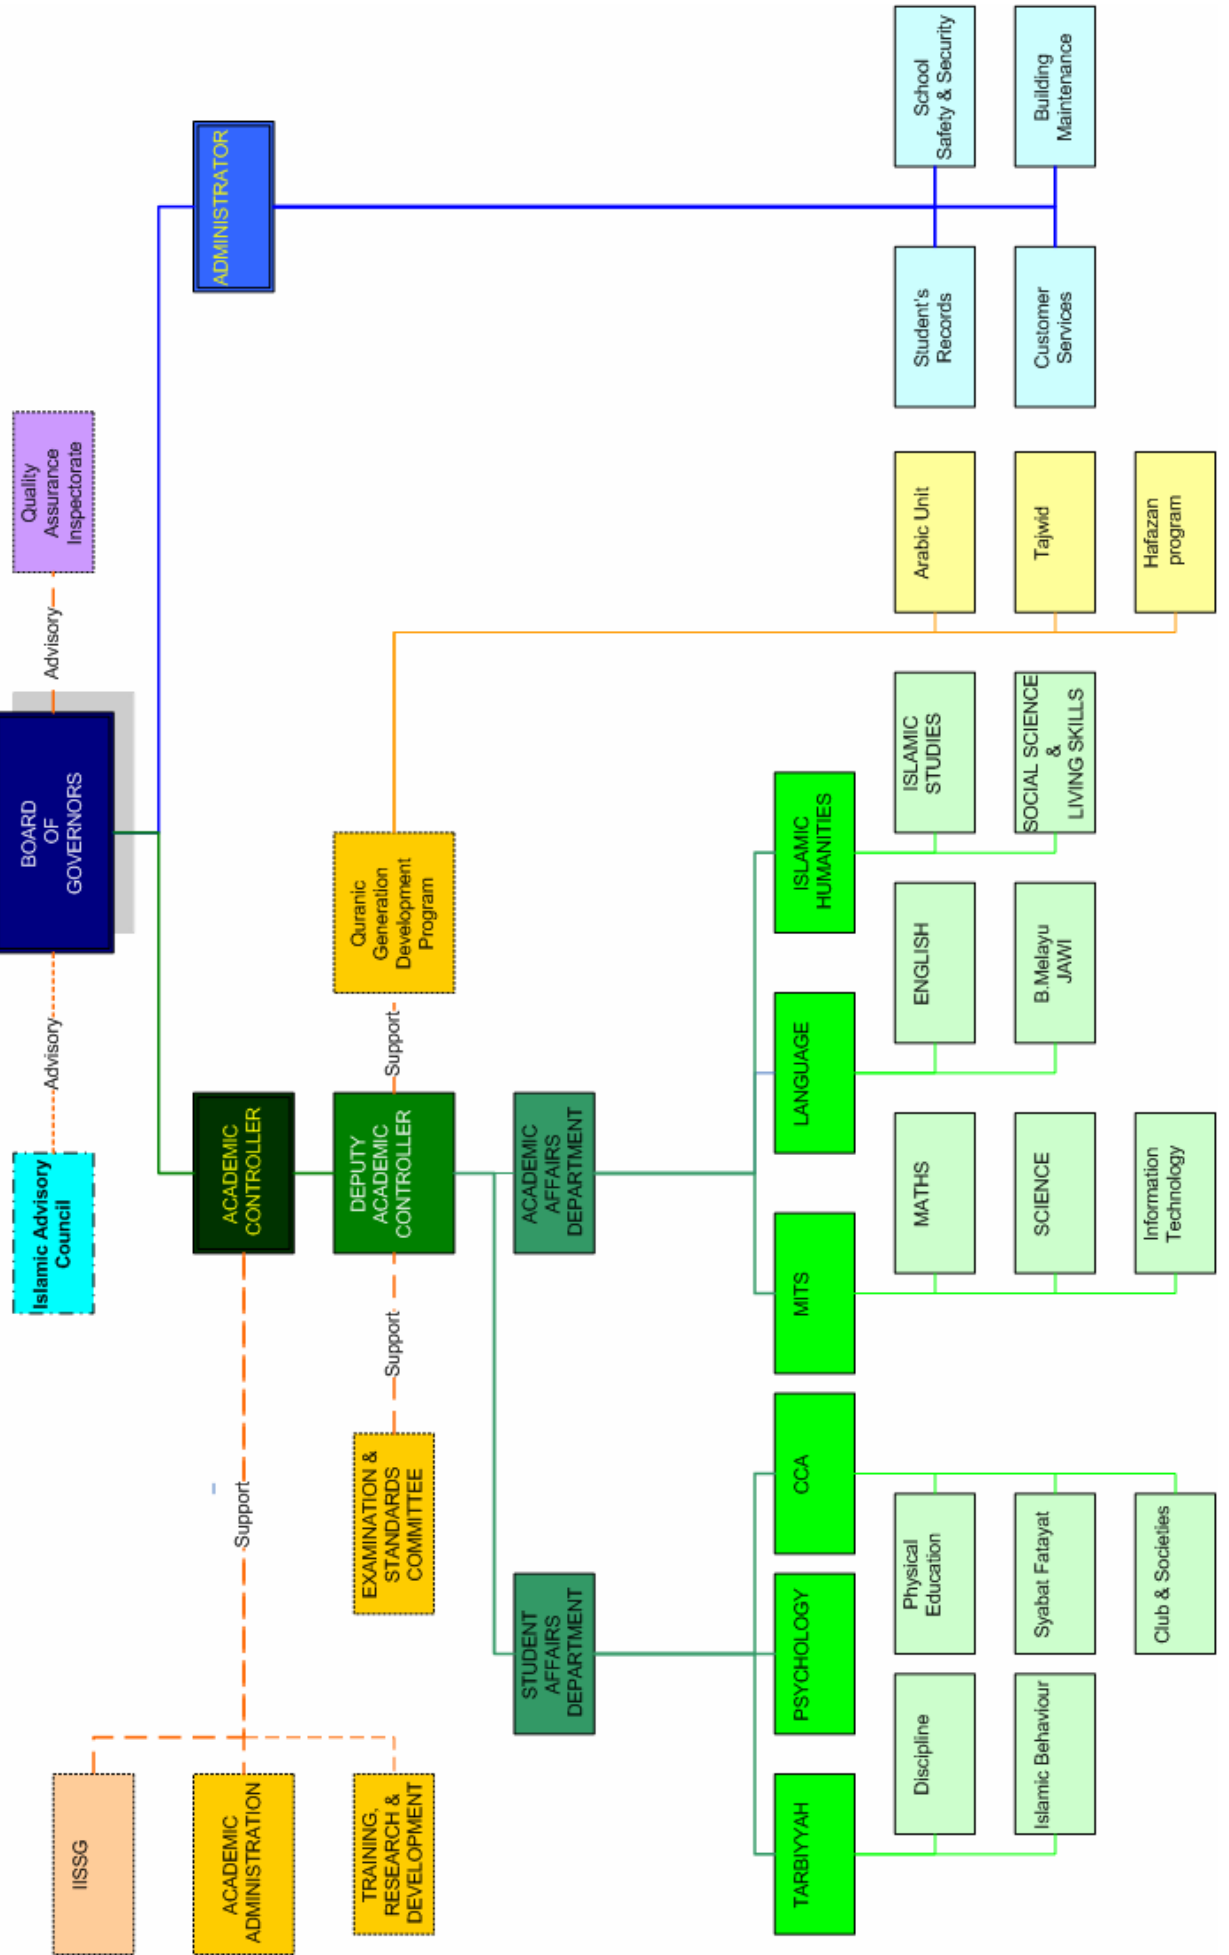 BOARD
OF
GOVERNORS
Islamic Advisory
Council
Advisory
Advisory
Quality
Assurance
Inspectorate
IISSG
ACADEMIC
ADMINISTRATION
TRAINING,
RESEARCH &
DEVELOPMENT
Support
ACADEMIC
CONTROLLER
ADMINISTRATOR
EXAMINATION &
STANDARDS
COMMITTEE
Support
DEPUTY
ACADEMIC
CONTROLLER
Support
Quranic
Generation
Development
Program
STUDENT
AFFAIRS
DEPARTMENT
ACADEMIC
AFFAIRS
DEPARTMENT
TARBIYYAH
PSYCHOLOGY
CCA
MITS
LANGUAGE
ISLAMIC
HUMANITIES
Discipline
Physical
Education
MATHS
ENGLISH
ISLAMIC
STUDIES
Arabic Unit
Student's
Records
School
Safety & Security
Islamic Behaviour
Syabat Fatayat
SCIENCE
B.Melayu
JAWI
SOCIAL SCIENCE
&
LIVING SKILLS
Tajwid
Customer
Services
Building
Maintenance
Club & Societies
Information
Technology
Hafazan
program